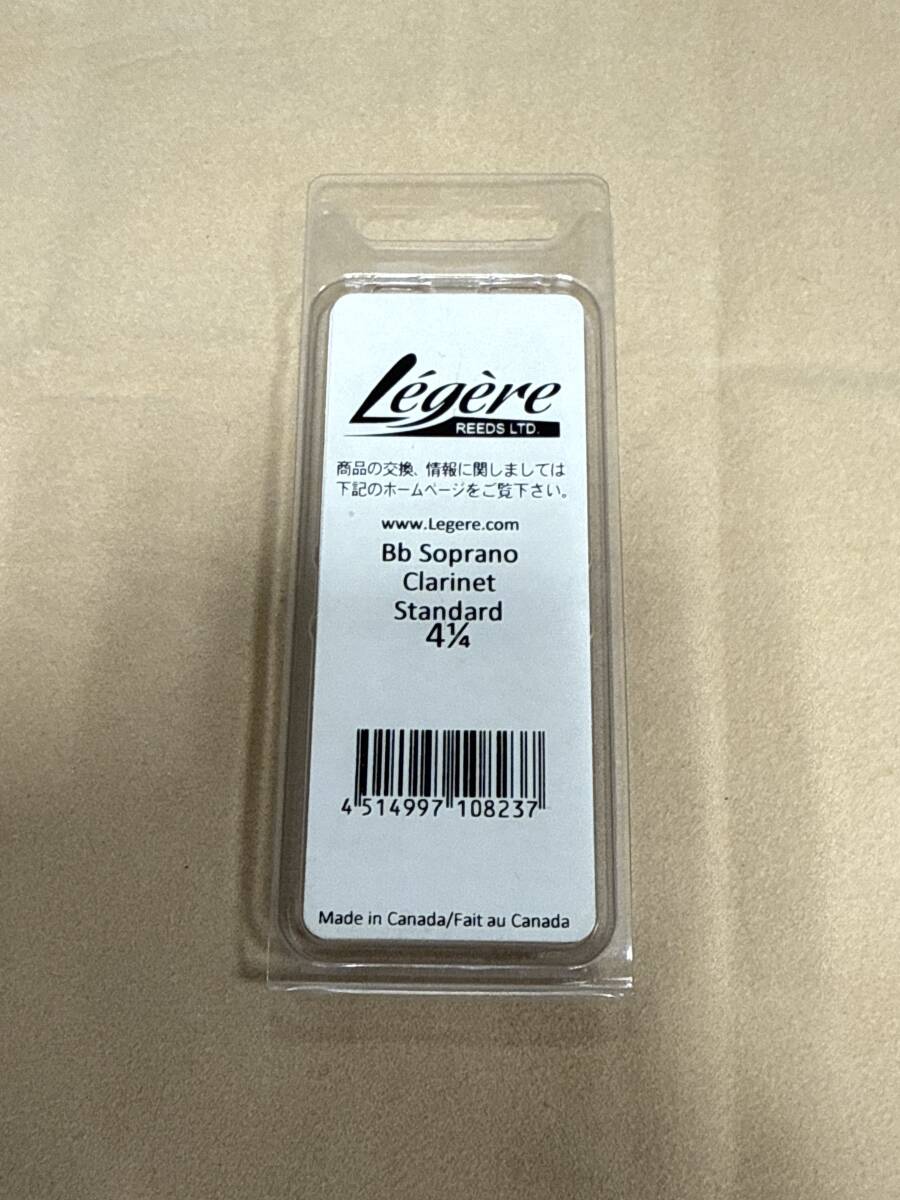 Légère
REEDS LTD.
商品の交換、情報に関しましては
下記のホームページをご覧下さい。
www.Legere.com
Bb Soprano
Clarinet
Standard
4¼
4 514997 108237
Made in Canada/Fait au Canada